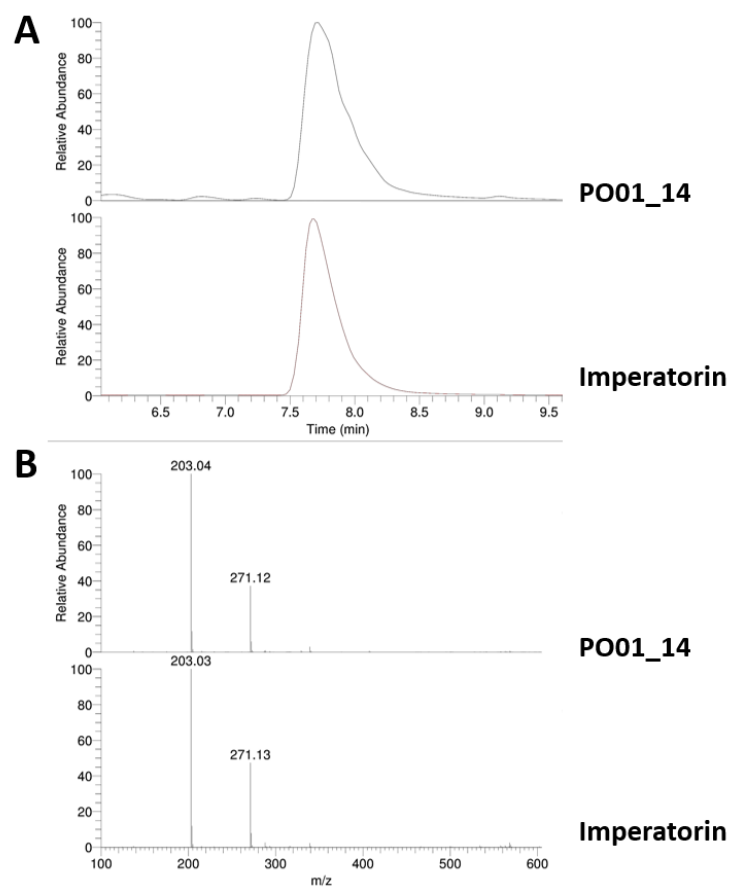 A
100
80
60
40
20
0
Relative Abundance
PO01_14
100
80
60
40
20
0
Relative Abundance
Imperatorin
6.5 7.0 7.5 8.0 8.5 9.0 9.5
Time (min)
B
203.04
100
80
60
40
20
0
Relative Abundance
271.12
PO01_14
203.03
100
80
60
40
20
0
271.13
Imperatorin
100 200 300 400 500 600
m/z